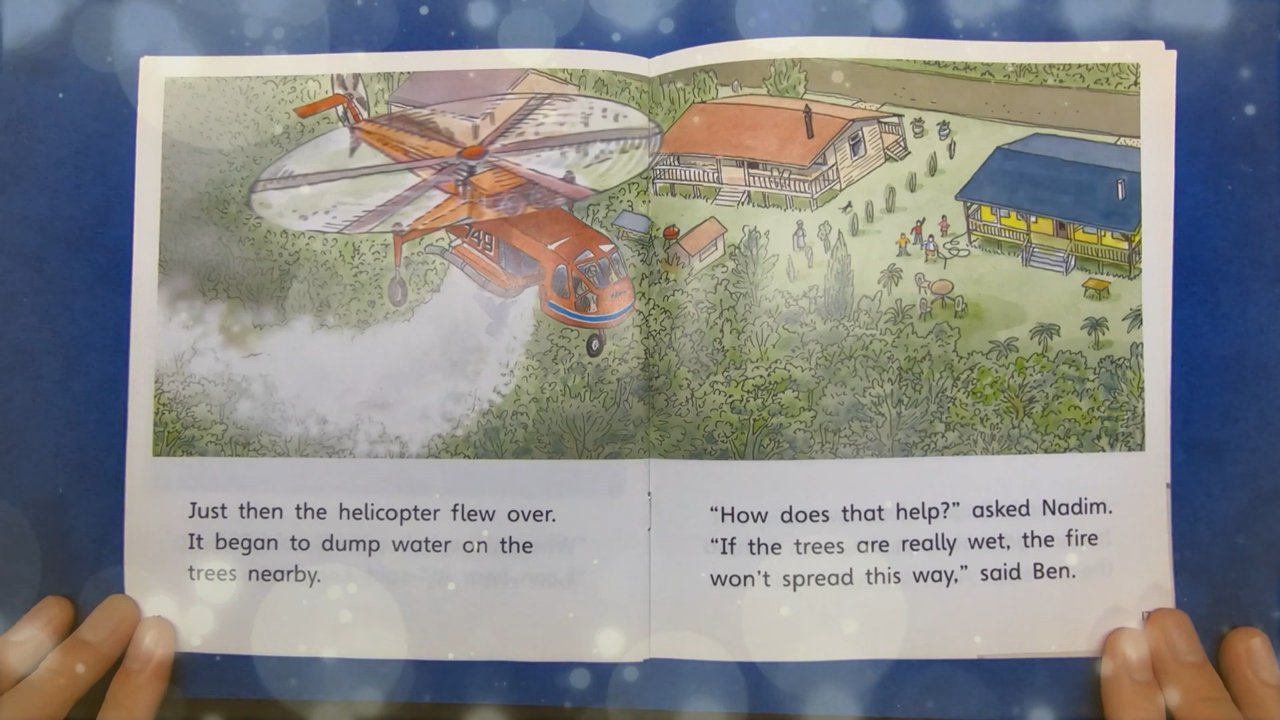 749
Just then the helicopter flew over.
It began to dump water on the
trees nearby.
“How does that help?” asked Nadim.
“If the trees are really wet, the fire
won’t spread this way,” said Ben.